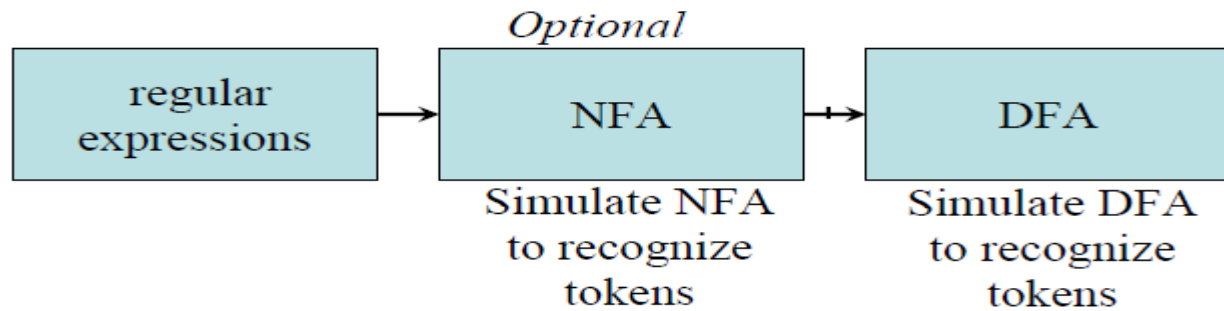 Optional
regular
expressions
NFA
DFA
Simulate NFA
to recognize
tokens
Simulate DFA
to recognize
tokens